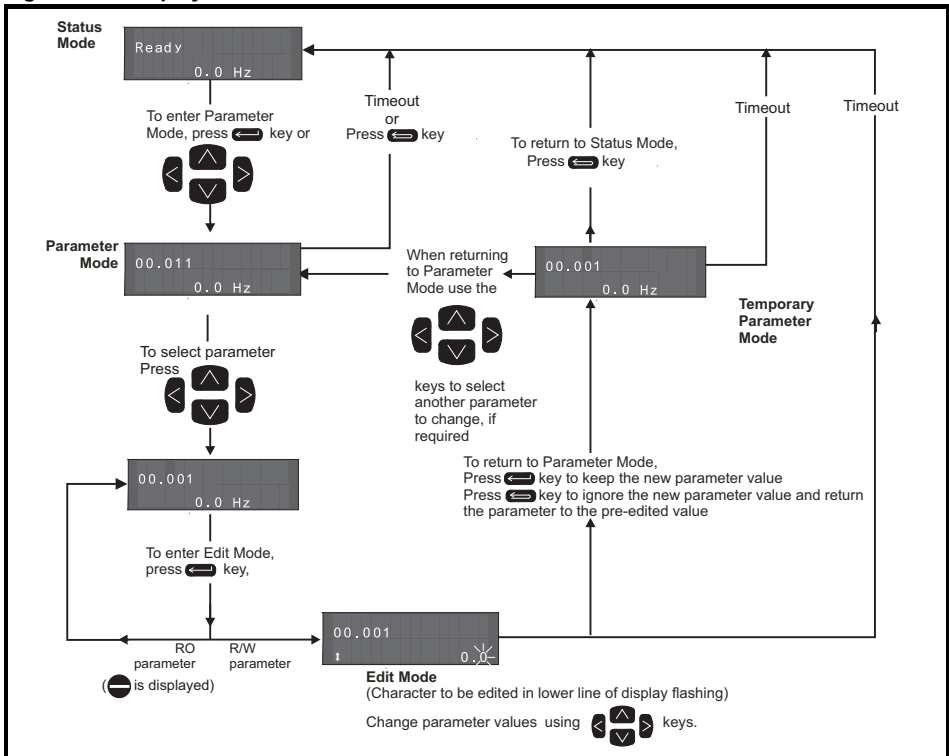 Status
Mode
Ready
0.0 Hz
To enter Parameter
Mode, press key or
Timeout
or
Press key
To return to Status Mode,
Press key
Timeout
Timeout
Parameter
Mode
00.011
0.0 Hz
When returning
to Parameter
Mode use the
keys to select
another parameter
to change, if
required
00.001
0.0 Hz
Temporary
Parameter
Mode
To select parameter
Press
00.001
0.0 Hz
To return to Parameter Mode,
Press key to keep the new parameter value
Press key to ignore the new parameter value and return
the parameter to the pre-edited value
To enter Edit Mode,
press key,
RO
parameter
R/W
parameter
( is displayed)
00.001
0.0
Edit Mode
(Character to be edited in lower line of display flashing)
Change parameter values using keys.